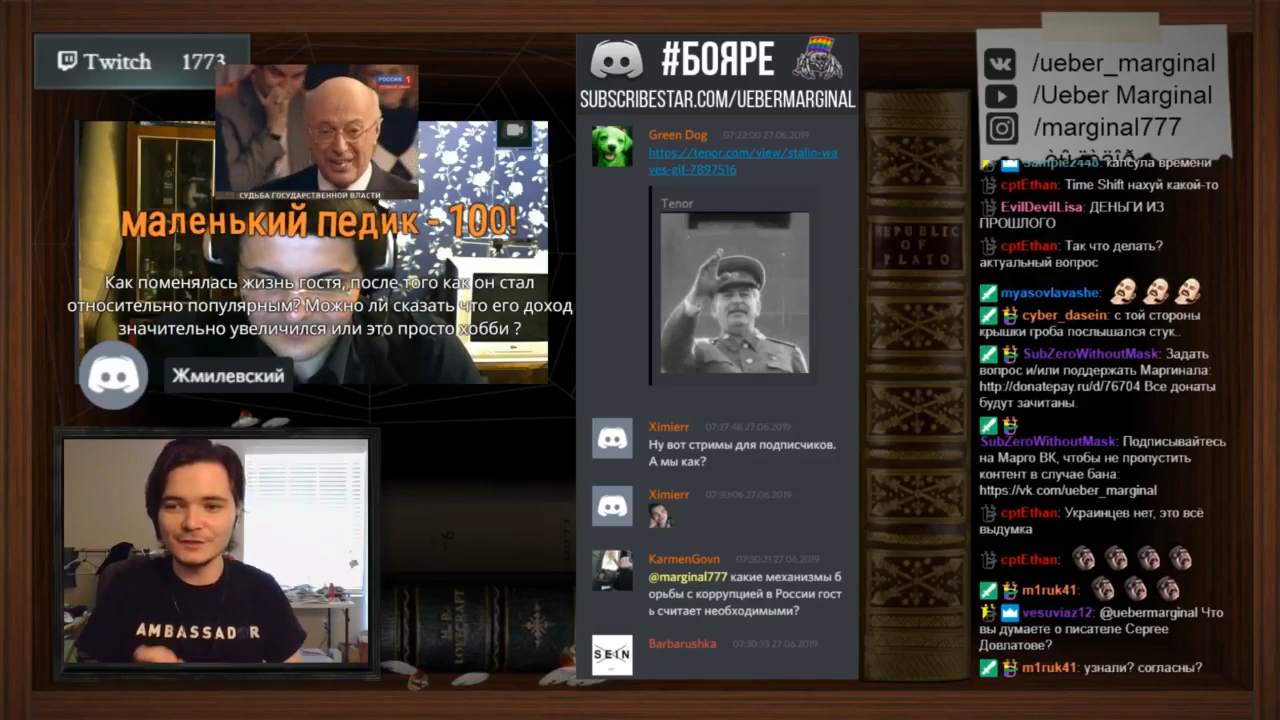 Twitch 1773
РОССИЯ 1
СУДЬБА ГОСУДАРСТВЕННОЙ ВЛАСТИ
маленький педик - 100!
Как поменялась жизнь гостя, после того как он стал
относительно популярным? Можно ли сказать что его доход
значительно увеличился или это просто хобби ?
Жмилевский
AMBASSADOR
H. P.
LOVECRAFT
#БОЯРЕ
SUBSCRIBESTAR.COM/UEBERMARGINAL
Green Dog 07:22:00 27.06.2019
https://tenor.com/view/stalin-wa
ves-gif-7897516
Tenor
Ximierr 07:27:48 27.06.2019
Ну вот стримы для подписчиков.
А мы как?
Ximierr 07:30:06 27.06.2019
KarmenGovn 07:30:21 27.06.2019
@marginal777 какие механизмы б
орьбы с коррупцией в России гост
ь считает необходимыми?
Barbarushka 07:30:33 27.06.2019
SEIN
REPUBLIC
OF
PLATO
/ueber_marginal
/Ueber Marginal
/marginal777
капсула времени
cptEthan: Time Shift нахуй какой-то
EvilDevilLisa: ДЕНЬГИ ИЗ
ПРОШЛОГО
cptEthan: Так что делать?
актуальный вопрос
myasovlavashe:
cyber_dasein: с той стороны
крышки гроба послышался стук..
SubZeroWithoutMask: Задать
вопрос и/или поддержать Маргинала:
http://donatepay.ru/d/76704 Все донаты
будут зачитаны.
SubZeroWithoutMask: Подписывайтесь
на Марго ВК, чтобы не пропустить
контент в случае бана:
https://vk.com/ueber_marginal
cptEthan: Украинцев нет, это всё
выдумка
cptEthan:
m1ruk41:
vesuviaz12: @uebermarginal Что
вы думаете о писателе Сергее
Довлатове?
m1ruk41: узнали? согласны?